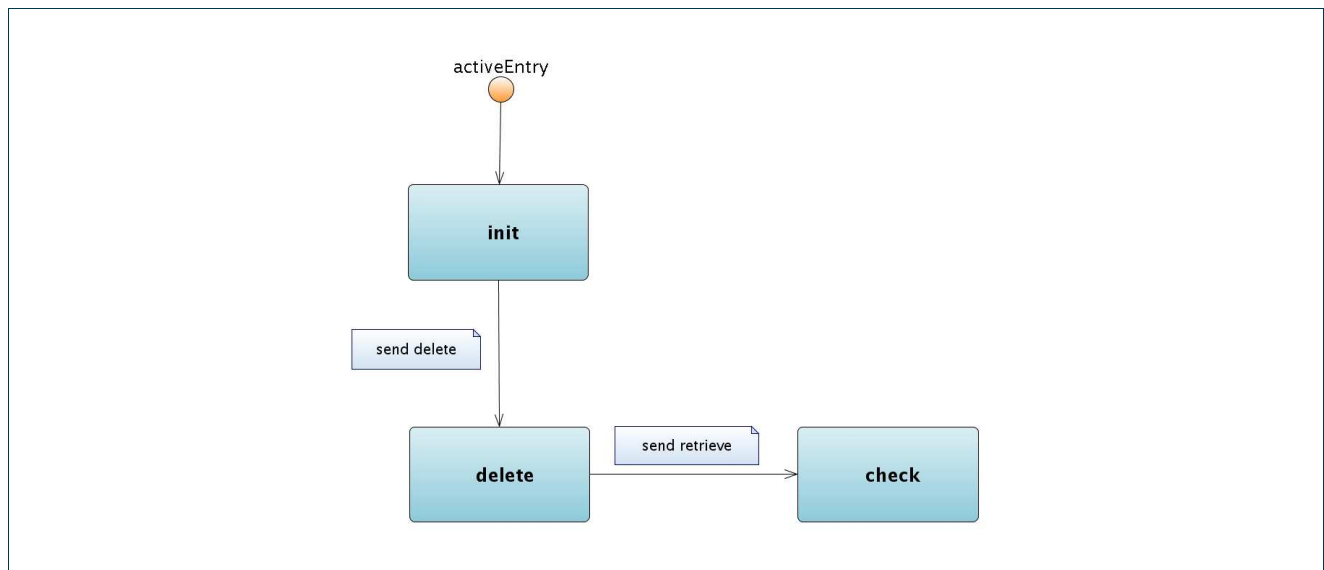 activeEntry
init
send delete
send retrieve
delete
check